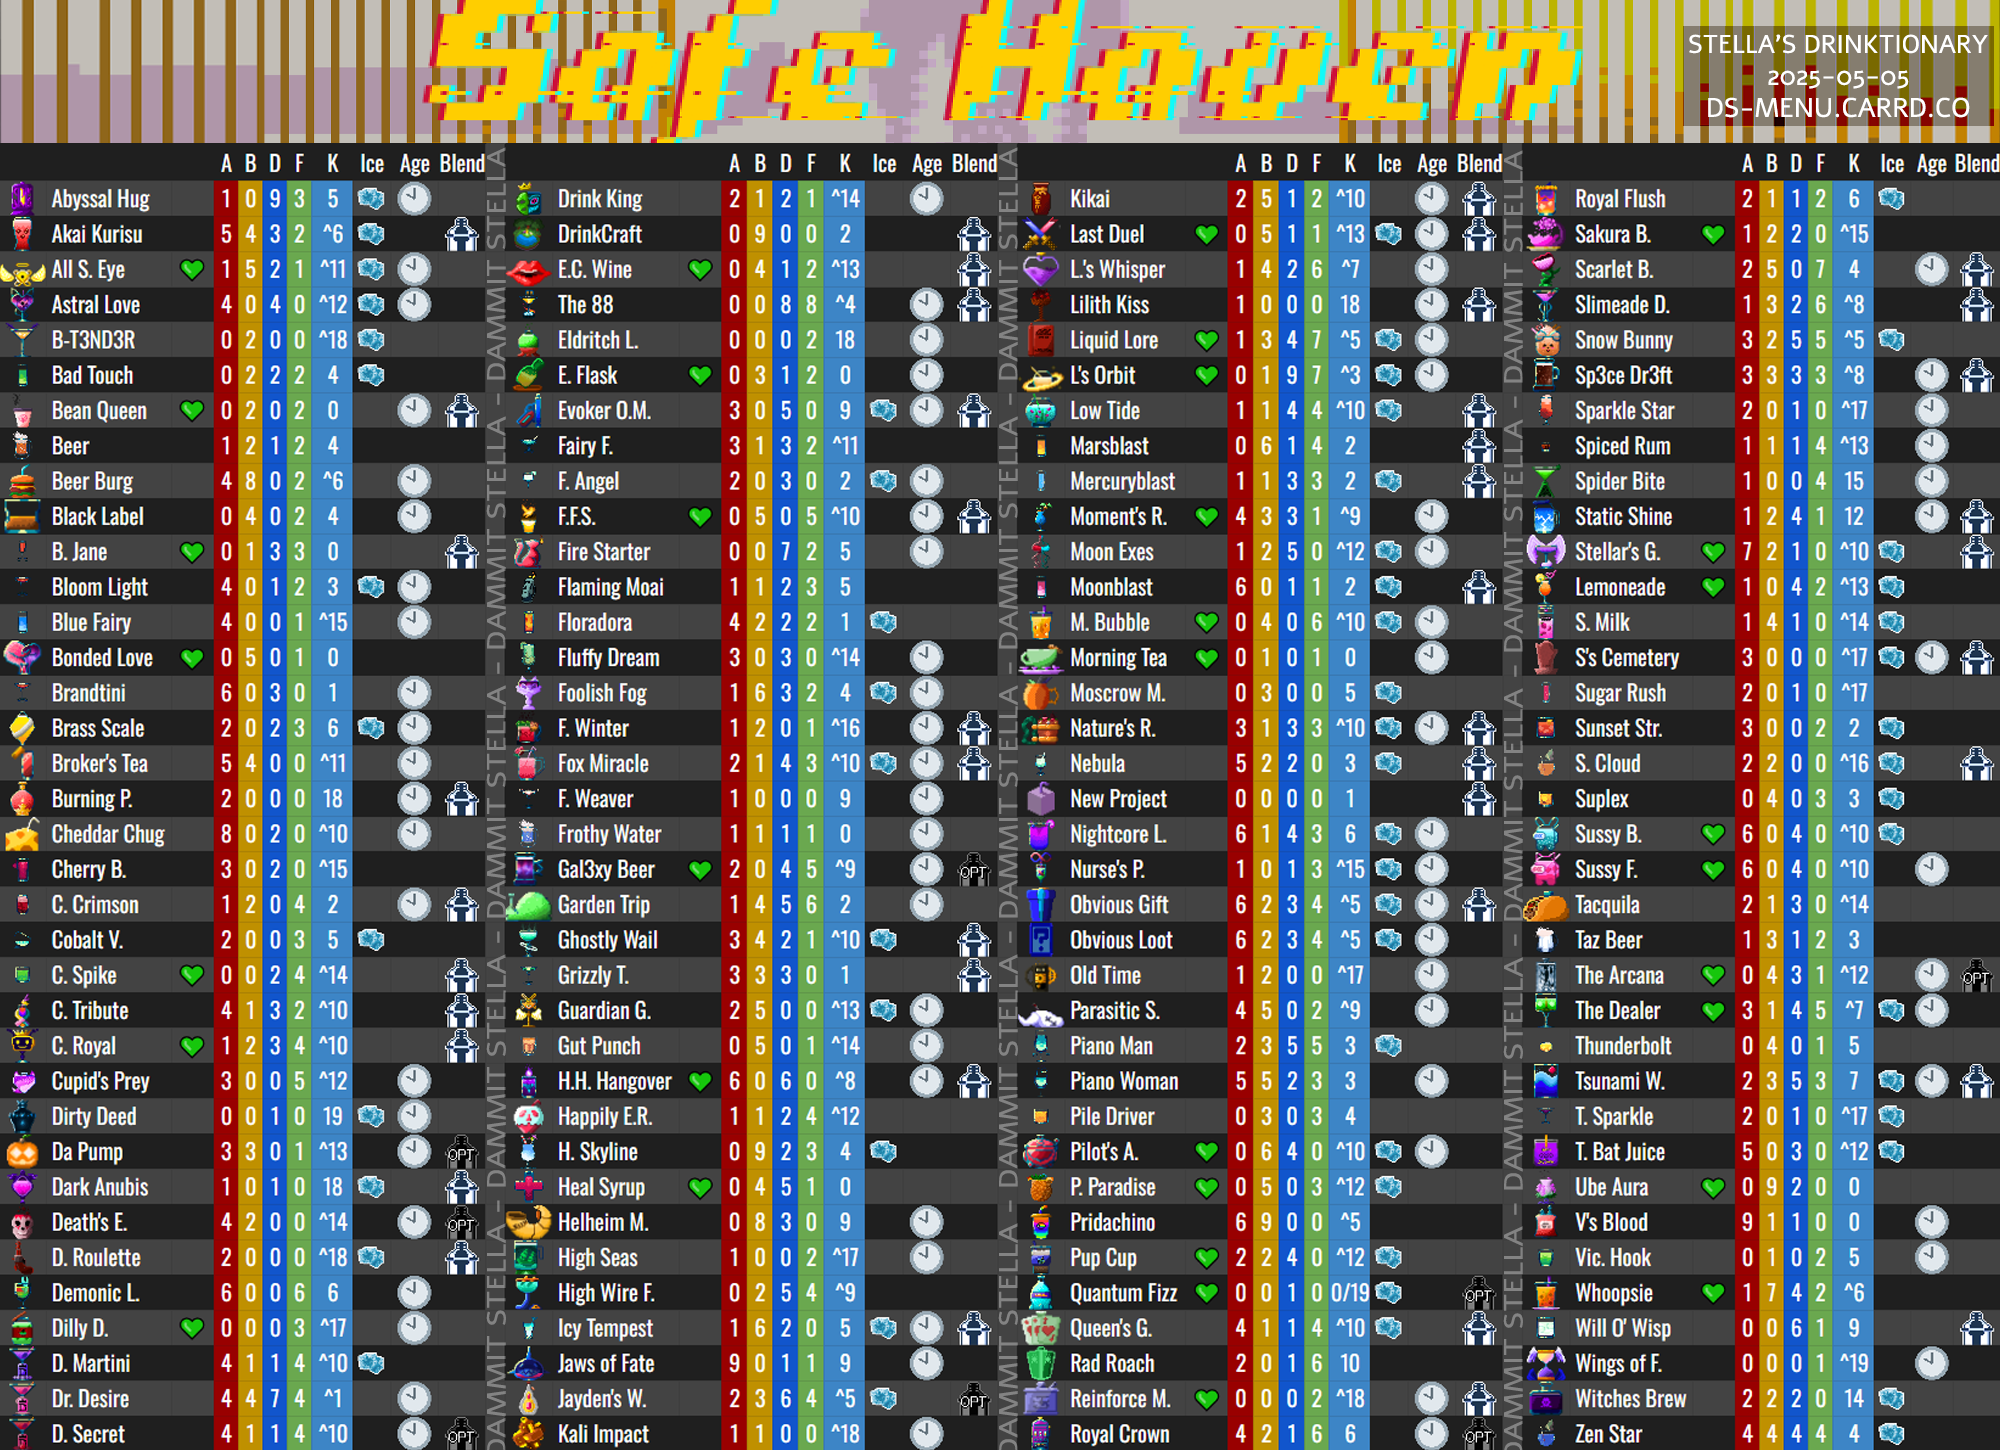 Safe Haven
STELLA'S DRINKTIONARY
2025-05-05
DS-MENU.CARRD.CO
A B D F K Ice Age Blend
Abyssal Hug 1 0 9 3 5
Akai Kurisu 5 4 3 2 ^6
All S. Eye 1 5 2 1 ^11
Astral Love 4 0 4 0 ^12
B-T3ND3R 0 2 0 0 ^18
Bad Touch 0 2 2 2 4
Bean Queen 0 2 0 2 0
Beer 1 2 1 2 4
Beer Burg 4 8 0 2 ^6
Black Label 0 4 0 2 4
B. Jane 0 1 3 3 0
Bloom Light 4 0 1 2 3
Blue Fairy 4 0 0 1 ^15
Bonded Love 0 5 0 1 0
Brandtini 6 0 3 0 1
Brass Scale 2 0 2 3 6
Broker's Tea 5 4 0 0 ^11
Burning P. 2 0 0 0 18
Cheddar Chug 8 0 2 0 ^10
Cherry B. 3 0 2 0 ^15
C. Crimson 1 2 0 4 2
Cobalt V. 2 0 0 3 5
C. Spike 0 0 2 4 ^14
C. Tribute 4 1 3 2 ^10
C. Royal 1 2 3 4 ^10
Cupid's Prey 3 0 0 5 ^12
Dirty Deed 0 0 1 0 19
Da Pump 3 3 0 1 ^13 OPT
Dark Anubis 1 0 1 0 18
Death's E. 4 2 0 0 ^14 OPT
D. Roulette 2 0 0 0 ^18
Demonic L. 6 0 0 6 6
Dilly D. 0 0 0 3 ^17
D. Martini 4 1 1 4 ^10
Dr. Desire 4 4 7 4 ^1
D. Secret 4 1 1 4 ^10 OPT
DAMMIT STELLA - DAMMIT STELLA - DAMMIT STELLA - DAMMIT STELLA
A B D F K Ice Age Blend
Drink King 2 1 2 1 ^14
DrinkCraft 0 9 0 0 2
E.C. Wine 0 4 1 2 ^13
The 88 0 0 8 8 ^4
Eldritch L. 0 0 0 2 18
E. Flask 0 3 1 2 0
Evoker O.M. 3 0 5 0 9
Fairy F. 3 1 3 2 ^11
F. Angel 2 0 3 0 2
F.F.S. 0 5 0 5 ^10
Fire Starter 0 0 7 2 5
Flaming Moai 1 1 2 3 5
Floradora 4 2 2 2 1
Fluffy Dream 3 0 3 0 ^14
Foolish Fog 1 6 3 2 4
F. Winter 1 2 0 1 ^16
Fox Miracle 2 1 4 3 ^10
F. Weaver 1 0 0 0 9
Frothy Water 1 1 1 1 0
Gal3xy Beer 2 0 4 5 ^9 OPT
Garden Trip 1 4 5 6 2
Ghostly Wail 3 4 2 1 ^10
Grizzly T. 3 3 3 0 1
Guardian G. 2 5 0 0 ^13
Gut Punch 0 5 0 1 ^14
H.H. Hangover 6 0 6 0 ^8
Happily E.R. 1 1 2 4 ^12
H. Skyline 0 9 2 3 4
Heal Syrup 0 4 5 1 0
Helheim M. 0 8 3 0 9
High Seas 1 0 0 2 ^17
High Wire F. 0 2 5 4 ^9
Icy Tempest 1 6 2 0 5
Jaws of Fate 9 0 1 1 9
Jayden's W. 2 3 6 4 ^5 OPT
Kali Impact 1 1 0 0 ^18
DAMMIT STELLA - DAMMIT STELLA - DAMMIT STELLA - DAMMIT STELLA
A B D F K Ice Age Blend
Kikai 2 5 1 2 ^10
Last Duel 0 5 1 1 ^13
L.'s Whisper 1 4 2 6 ^7
Lilith Kiss 1 0 0 0 18
Liquid Lore 1 3 4 7 ^5
L's Orbit 0 1 9 7 ^3
Low Tide 1 1 4 4 ^10
Marsblast 0 6 1 4 2
Mercuryblast 1 1 3 3 2
Moment's R. 4 3 3 1 ^9
Moon Exes 1 2 5 0 ^12
Moonblast 6 0 1 1 2
M. Bubble 0 4 0 6 ^10
Morning Tea 0 1 0 1 0
Moscrow M. 0 3 0 0 5
Nature's R. 3 1 3 3 ^10
Nebula 5 2 2 0 3
New Project 0 0 0 0 1
Nightcore L. 6 1 4 3 6
Nurse's P. 1 0 1 3 ^15
Obvious Gift 6 2 3 4 ^5
Obvious Loot 6 2 3 4 ^5
Old Time 1 2 0 0 ^17
Parasitic S. 4 5 0 2 ^9
Piano Man 2 3 5 5 3
Piano Woman 5 5 2 3 3
Pile Driver 0 3 0 3 4
Pilot's A. 0 6 4 0 ^10
P. Paradise 0 5 0 3 ^12
Pridachino 6 9 0 0 ^5
Pup Cup 2 2 4 0 ^12
Quantum Fizz 0 0 1 0 0/19 OPT
Queen's G. 4 1 1 4 ^10
Rad Roach 2 0 1 6 10
Reinforce M. 0 0 0 2 ^18
Royal Crown 4 2 1 6 6 OPT
DAMMIT STELLA - DAMMIT STELLA - DAMMIT STELLA - DAMMIT STELLA
A B D F K Ice Age Blend
Royal Flush 2 1 1 2 6
Sakura B. 1 2 2 0 ^15
Scarlet B. 2 5 0 7 4
Slimeade D. 1 3 2 6 ^8
Snow Bunny 3 2 5 5 ^5
Sp3ce Dr3ft 3 3 3 3 ^8
Sparkle Star 2 0 1 0 ^17
Spiced Rum 1 1 1 4 ^13
Spider Bite 1 0 0 4 15
Static Shine 1 2 4 1 12
Stellar's G. 7 2 1 0 ^10
Lemoneade 1 0 4 2 ^13
S. Milk 1 4 1 0 ^14
S's Cemetery 3 0 0 0 ^17
Sugar Rush 2 0 1 0 ^17
Sunset Str. 3 0 0 2 2
S. Cloud 2 2 0 0 ^16
Suplex 0 4 0 3 3
Sussy B. 6 0 4 0 ^10
Sussy F. 6 0 4 0 ^10
Tacquila 2 1 3 0 ^14
Taz Beer 1 3 1 2 3
The Arcana 0 4 3 1 ^12 OPT
The Dealer 3 1 4 5 ^7
Thunderbolt 0 4 0 1 5
Tsunami W. 2 3 5 3 7
T. Sparkle 2 0 1 0 ^17
T. Bat Juice 5 0 3 0 ^12
Ube Aura 0 9 2 0 0
V's Blood 9 1 1 0 0
Vic. Hook 0 1 0 2 5
Whoopsie 1 7 4 2 ^6
Will O' Wisp 0 0 6 1 9
Wings of F. 0 0 0 1 ^19
Witches Brew 2 2 2 0 14
Zen Star 4 4 4 4 4